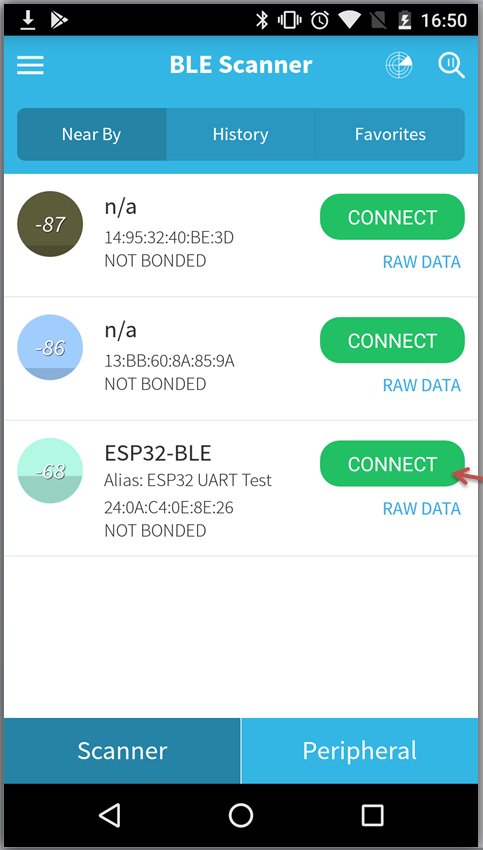 16:50
BLE Scanner
Near By
History
Favorites
-87
n/a
14:95:32:40:BE:3D
NOT BONDED
CONNECT
RAW DATA
-86
n/a
13:BB:60:8A:85:9A
NOT BONDED
CONNECT
RAW DATA
-68
ESP32-BLE
Alias: ESP32 UART Test
24:0A:C4:0E:8E:26
NOT BONDED
CONNECT
RAW DATA
Scanner
Peripheral